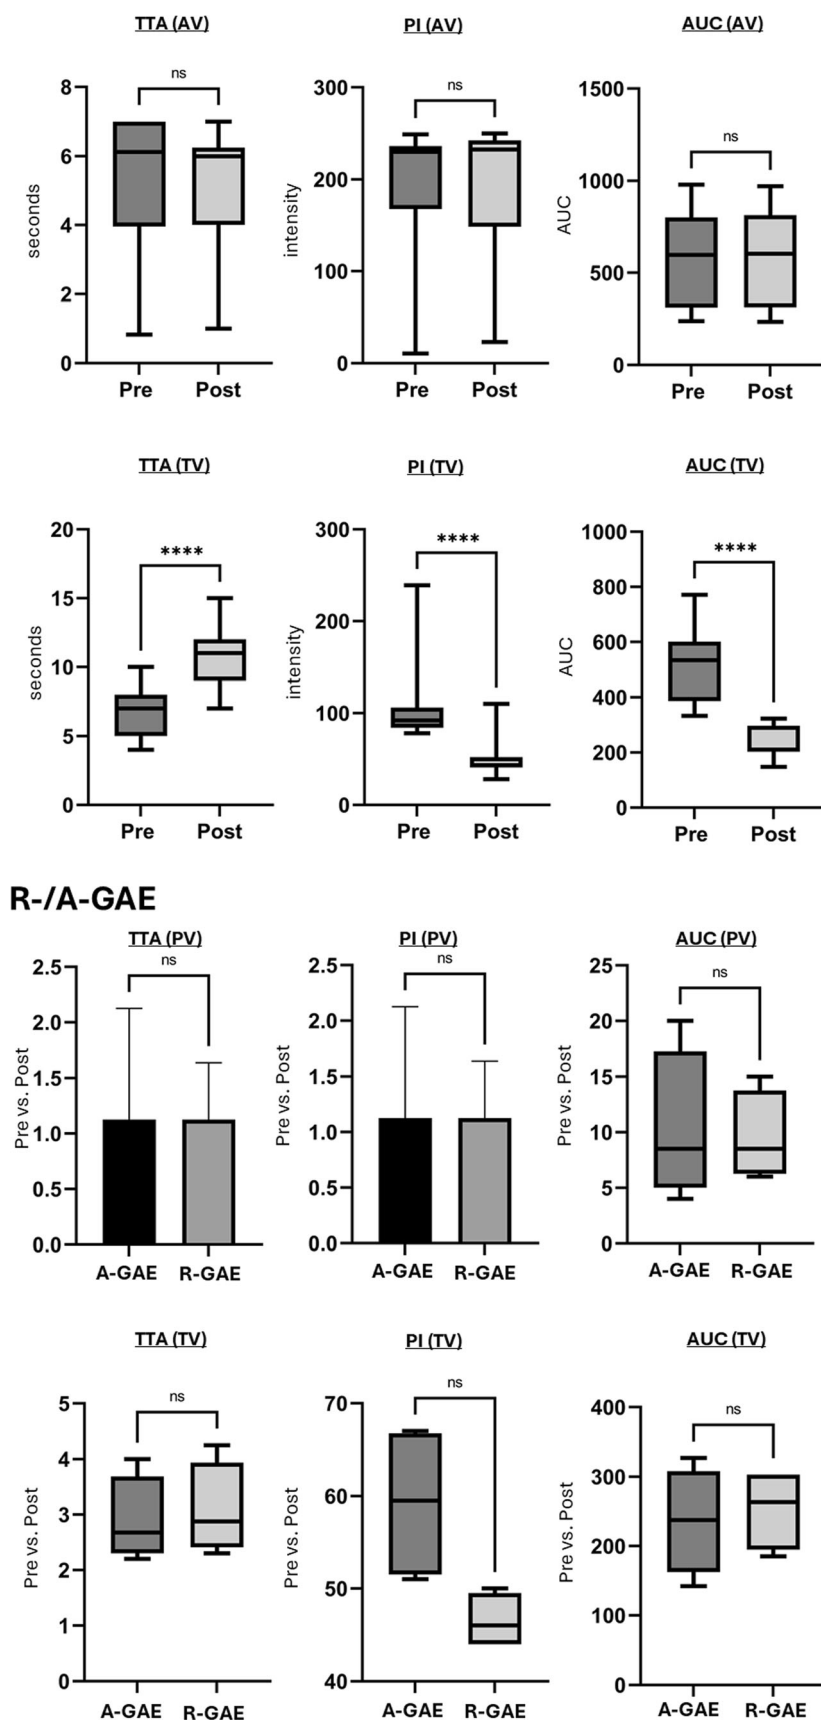 TTA (AV)
PI (AV)
AUC (AV)
ns
ns
ns
seconds
8
6
4
2
0
Pre
Post
intensity
300
200
100
0
Pre
Post
AUC
1500
1000
500
0
Pre
Post
TTA (TV)
PI (TV)
AUC (TV)
****
****
****
seconds
20
15
10
5
0
Pre
Post
intensity
300
200
100
0
Pre
Post
AUC
1000
800
600
400
200
0
Pre
Post
R-/A-GAE
TTA (PV)
PI (PV)
AUC (PV)
ns
ns
ns
Pre vs. Post
2.5
2.0
1.5
1.0
0.5
0.0
A-GAE
R-GAE
Pre vs. Post
2.5
2.0
1.5
1.0
0.5
0.0
A-GAE
R-GAE
Pre vs. Post
25
20
15
10
5
0
A-GAE
R-GAE
TTA (TV)
PI (TV)
AUC (TV)
ns
ns
ns
Pre vs. Post
5
4
3
2
1
0
A-GAE
R-GAE
Pre vs. Post
70
60
50
40
A-GAE
R-GAE
Pre vs. Post
400
300
200
100
0
A-GAE
R-GAE